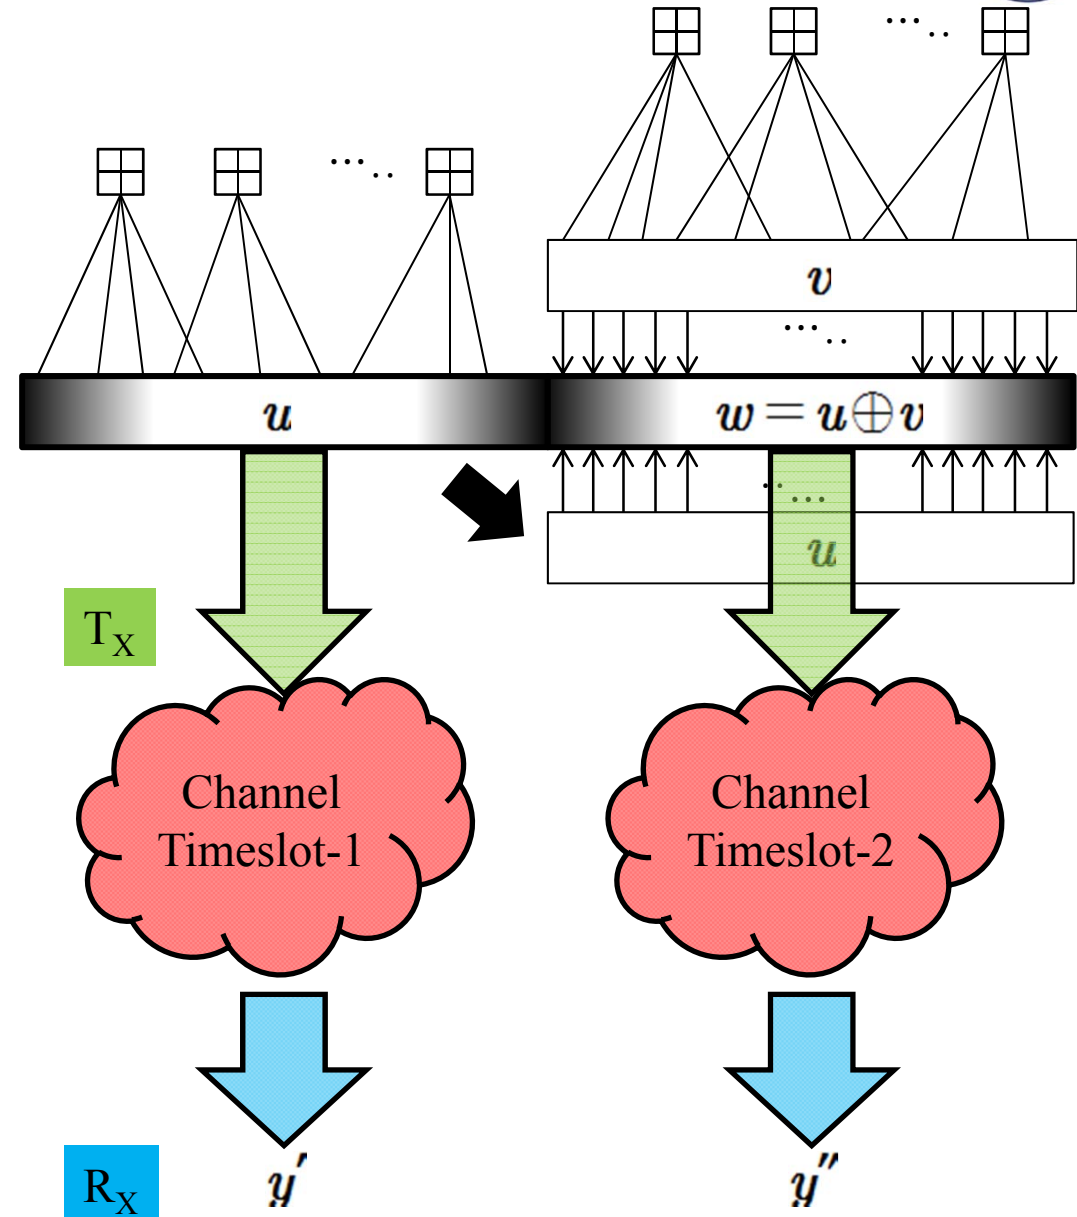 v
u
w = u⊕v
u
T_X
Channel
Timeslot-1
Channel
Timeslot-2
R_X
y′
y″